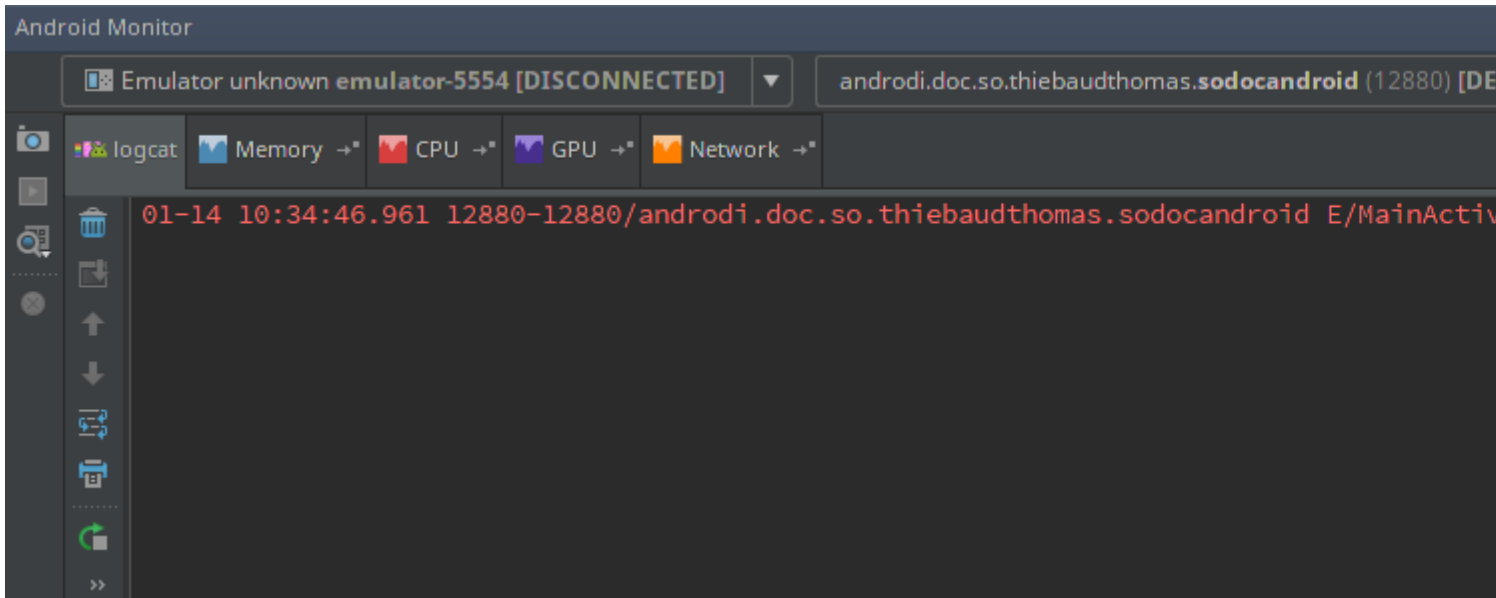 Android Monitor
Emulator unknown emulator-5554 [DISCONNECTED] androdi.doc.so.thiebaudthomas.sodocandroid (12880) [DE
logcat Memory CPU GPU Network
01-14 10:34:46.961 12880-12880/androdi.doc.so.thiebaudthomas.sodocandroid E/MainActiv